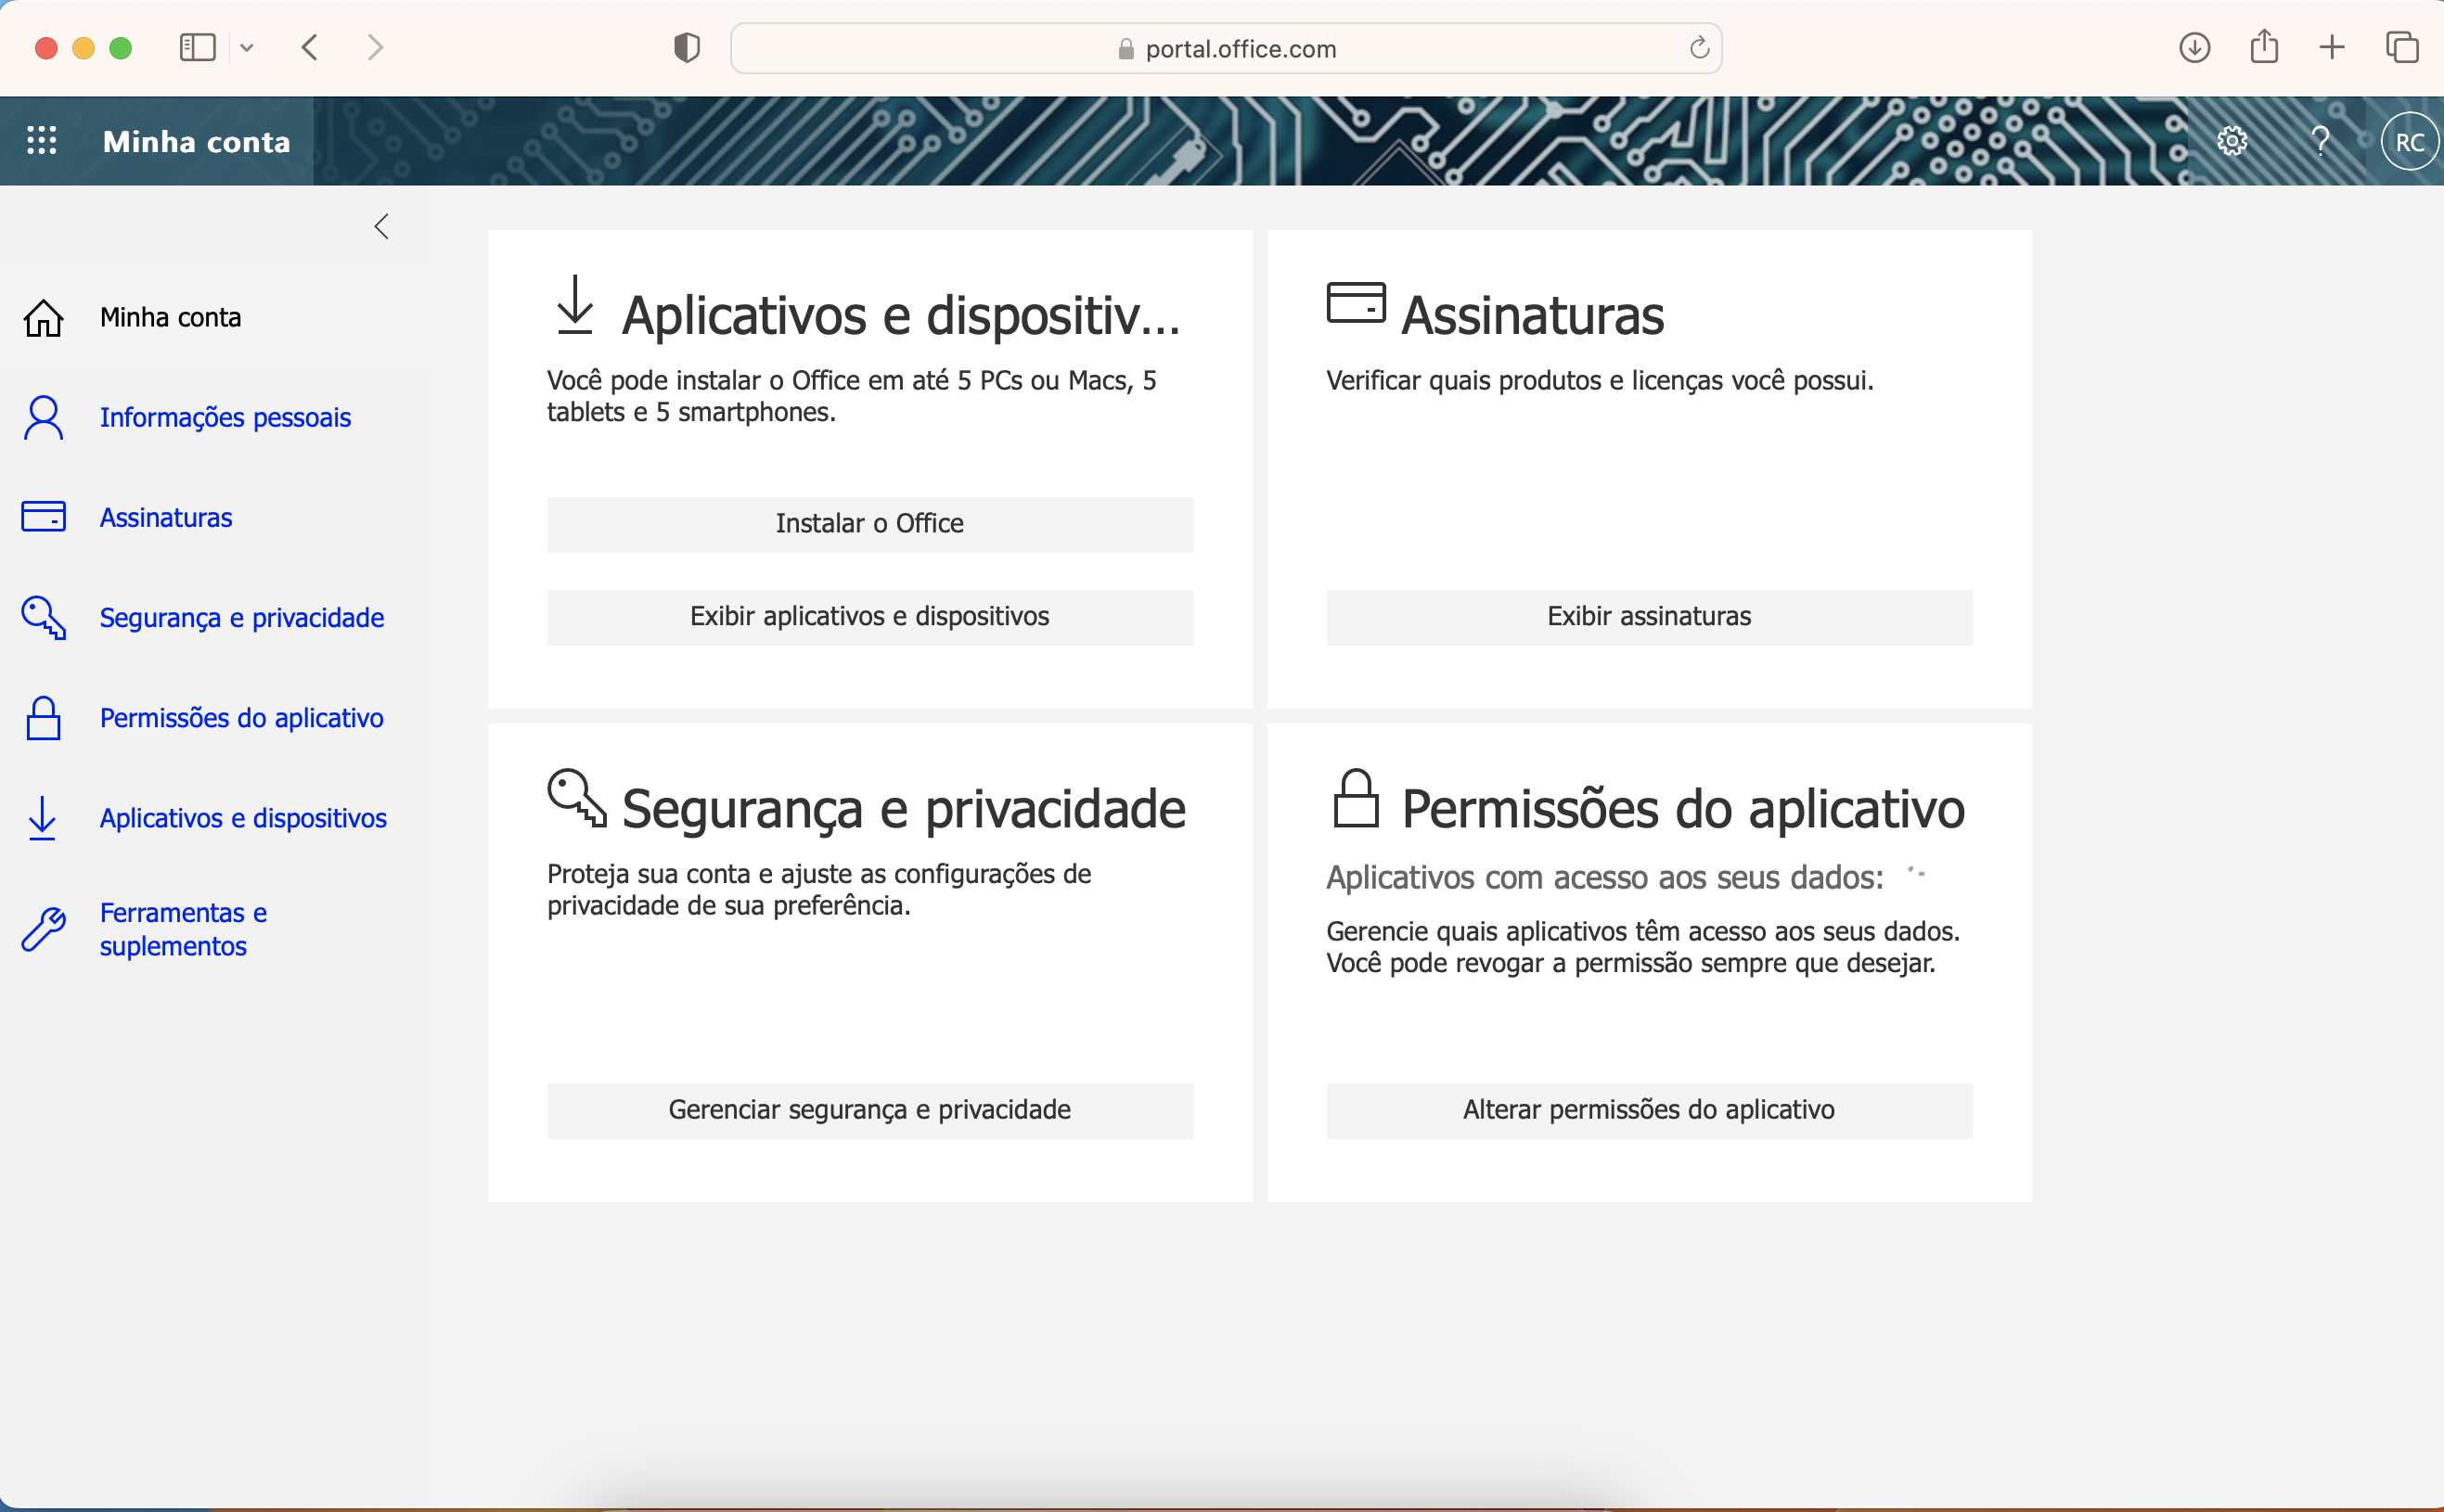 portal.office.com
Minha conta
?
RC
Minha conta
Informações pessoais
Assinaturas
Segurança e privacidade
Permissões do aplicativo
Aplicativos e dispositivos
Ferramentas e
suplementos
Aplicativos e dispositiv...
Você pode instalar o Office em até 5 PCs ou Macs, 5
tablets e 5 smartphones.
Instalar o Office
Exibir aplicativos e dispositivos
Assinaturas
Verificar quais produtos e licenças você possui.
Exibir assinaturas
Segurança e privacidade
Proteja sua conta e ajuste as configurações de
privacidade de sua preferência.
Gerenciar segurança e privacidade
Permissões do aplicativo
Aplicativos com acesso aos seus dados:
Gerencie quais aplicativos têm acesso aos seus dados.
Você pode revogar a permissão sempre que desejar.
Alterar permissões do aplicativo